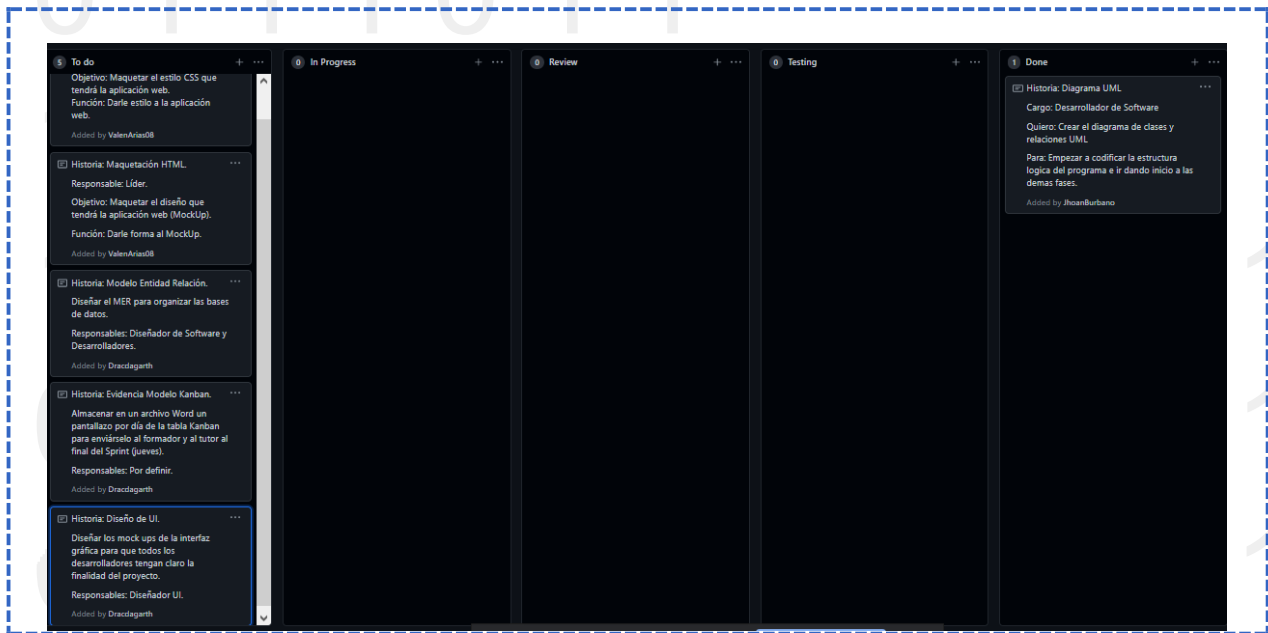 0 1 1 0 1 1
5 To do
Objetivo: Maquetar el estilo CSS que
tendrá la aplicación web.
Función: Darle estilo a la aplicación
web.
Added by ValenArias08
Historia: Maquetación HTML.
Responsable: Líder.
Objetivo: Maquetar el diseño que
tendrá la aplicación web (MockUp).
Función: Darle forma al MockUp.
Added by ValenArias08
Historia: Modelo Entidad Relación.
Diseñar el MER para organizar las bases
de datos.
Responsables: Diseñador de Software y
Desarrolladores.
Added by Dracdagarth
Historia: Evidencia Modelo Kanban.
Almacenar en un archivo Word un
pantallazo por día de la tabla Kanban
para enviárselo al formador y al tutor al
final del Sprint (jueves).
Responsables: Por definir.
Added by Dracdagarth
Historia: Diseño de UI.
Diseñar los mock ups de la interfaz
gráfica para que todos los
desarrolladores tengan claro la
finalidad del proyecto.
Responsables: Diseñador UI.
Added by Dracdagarth
0 In Progress
0 Review
0 Testing
1 Done
Historia: Diagrama UML
Cargo: Desarrollador de Software
Quiero: Crear el diagrama de clases y
relaciones UML
Para: Empezar a codificar la estructura
logica del programa e ir dando inicio a las
demas fases.
Added by JhoanBurbano